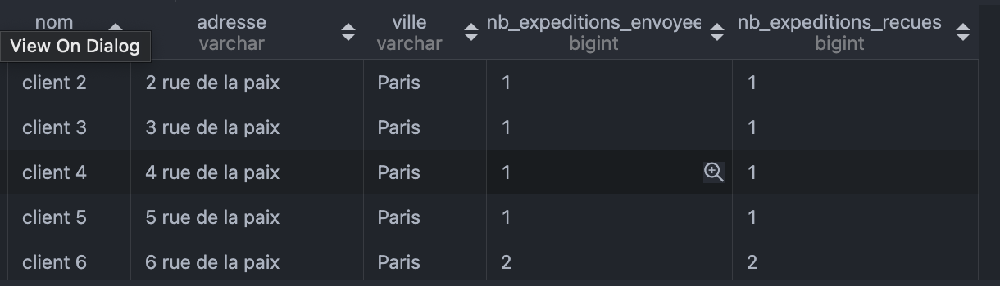 nom adresse ville nb_expeditions_envoyee nb_expeditions_recues
View On Dialog varchar varchar bigint bigint
client 2 2 rue de la paix Paris 1 1
client 3 3 rue de la paix Paris 1 1
client 4 4 rue de la paix Paris 1 1
client 5 5 rue de la paix Paris 1 1
client 6 6 rue de la paix Paris 2 2